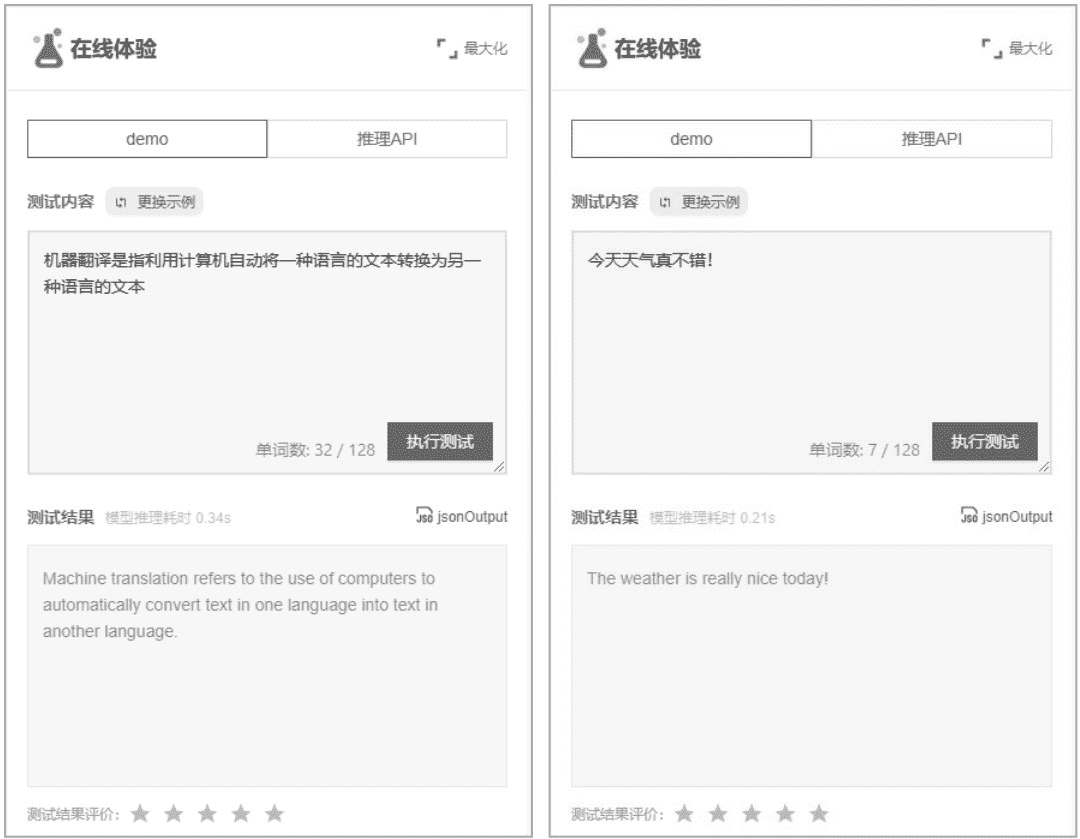 在线体验
最大化
demo
推理API
测试内容
更换示例
机器翻译是指利用计算机自动将一种语言的文本转换为另一
种语言的文本
单词数: 32 / 128
执行测试
测试结果 模型推理耗时 0.34s
JSO jsonOutput
Machine translation refers to the use of computers to
automatically convert text in one language into text in
another language.
测试结果评价:
在线体验
最大化
demo
推理API
测试内容
更换示例
今天天气真不错!
单词数: 7 / 128
执行测试
测试结果 模型推理耗时 0.21s
JSO jsonOutput
The weather is really nice today!
测试结果评价: